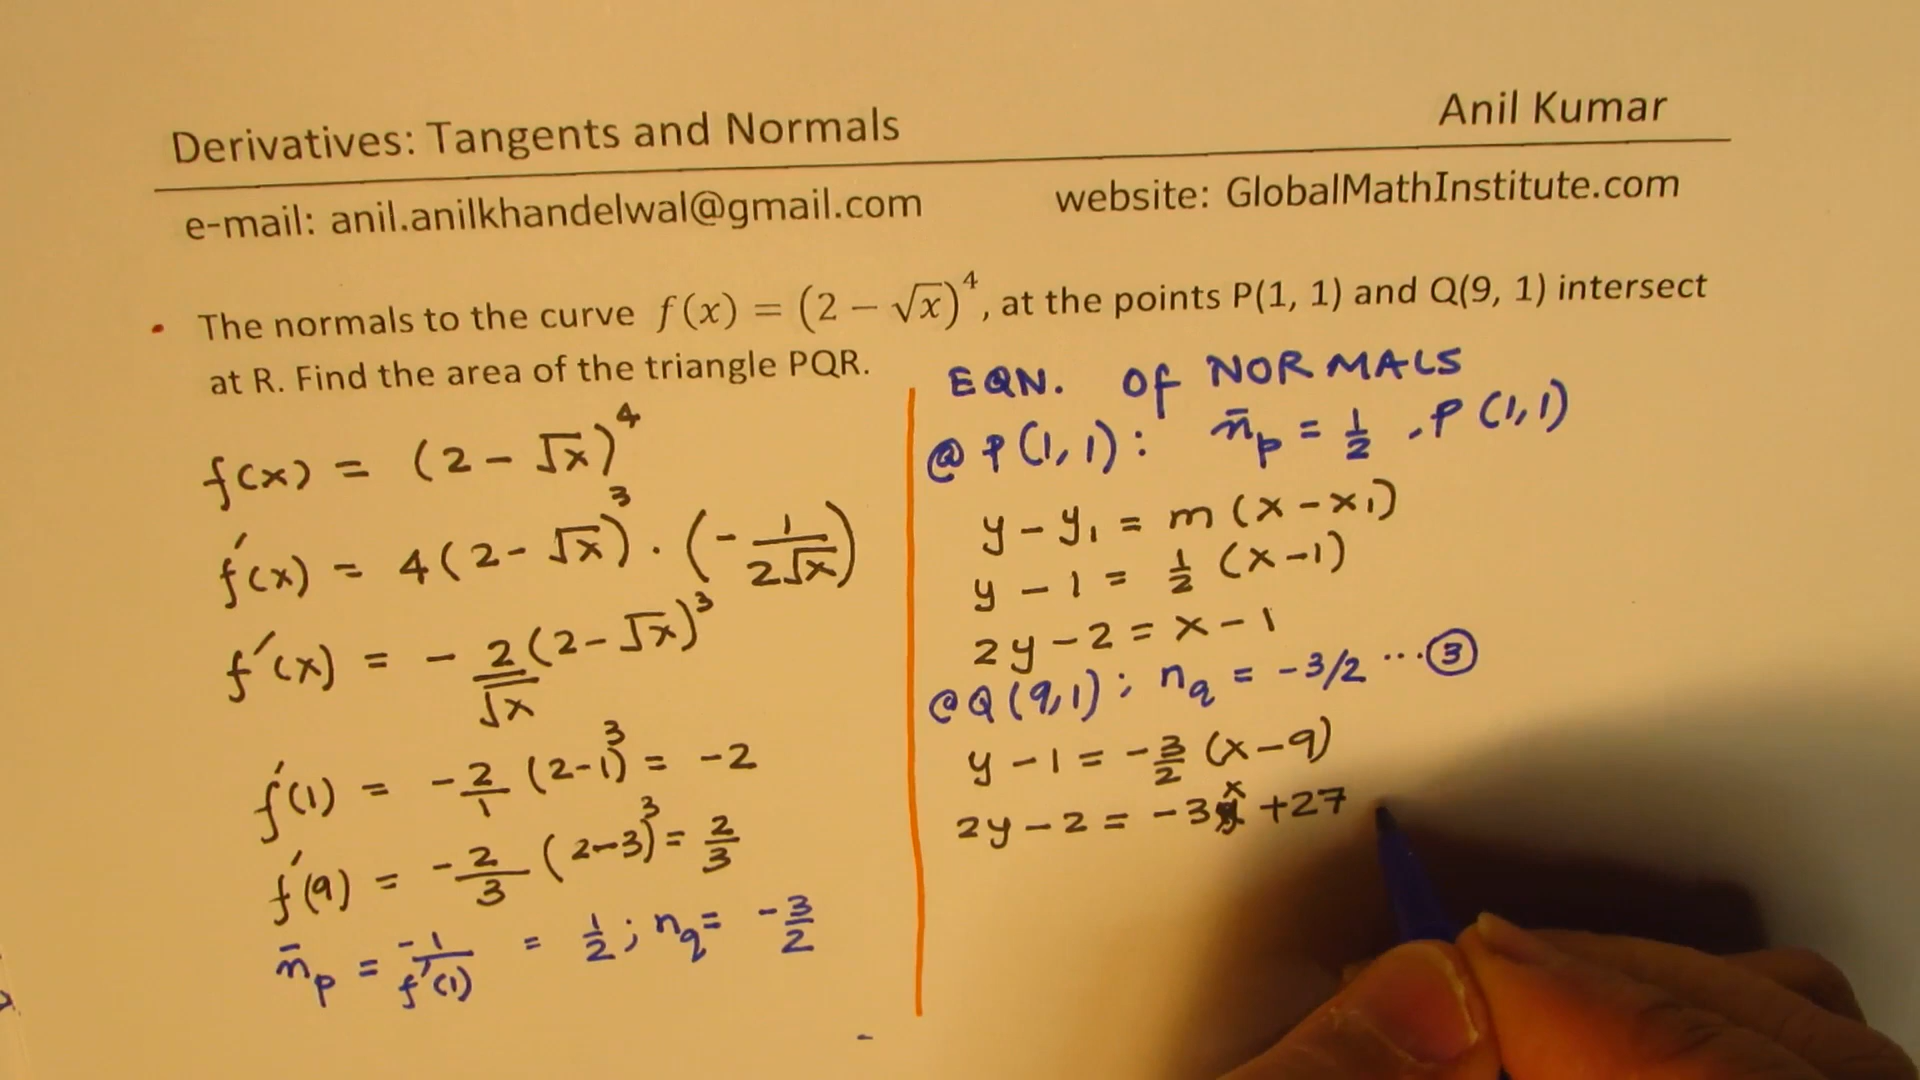 Derivatives: Tangents and Normals
Anil Kumar
e-mail: anil.anilkhandelwal@gmail.com
website: GlobalMathInstitute.com
The normals to the curve f(x) = (2 − √x)⁴, at the points P(1, 1) and Q(9, 1) intersect
at R. Find the area of the triangle PQR.
f(x) = (2 - √x)⁴
f'(x) = 4(2 - √x)³ · (- 1/(2√x))
f'(x) = - 2/√x (2 - √x)³
f'(1) = -2/1 (2-1)³ = -2
f'(9) = -2/3 (2-3)³ = 2/3
n̄p = -1/f'(1) = 1/2 ; nq = -3/2
EQN. Of NORMALS
@ P(1,1) : n̄p = 1/2 , P(1,1)
y - y₁ = m(x - x₁)
y - 1 = 1/2 (x-1)
2y - 2 = x - 1
@ Q(9,1) ; nq = -3/2 ... ③
y - 1 = -3/2 (x-9)
2y - 2 = -3x + 27